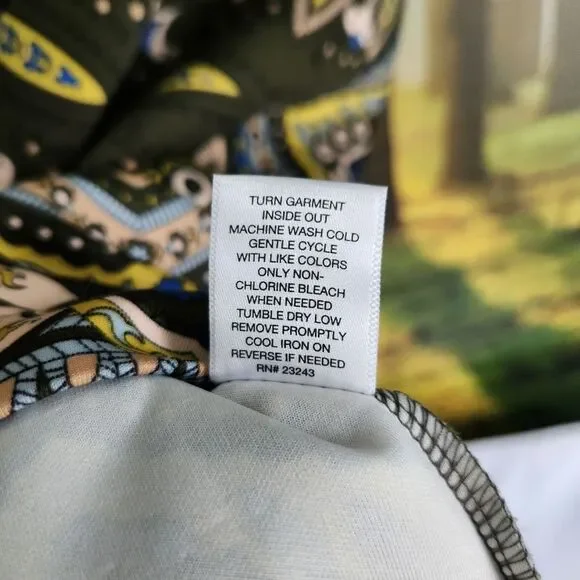 TURN GARMENT
INSIDE OUT
MACHINE WASH COLD
GENTLE CYCLE
WITH LIKE COLORS
ONLY NON-
CHLORINE BLEACH
WHEN NEEDED
TUMBLE DRY LOW
REMOVE PROMPTLY
COOL IRON ON
REVERSE IF NEEDED
RN# 23243